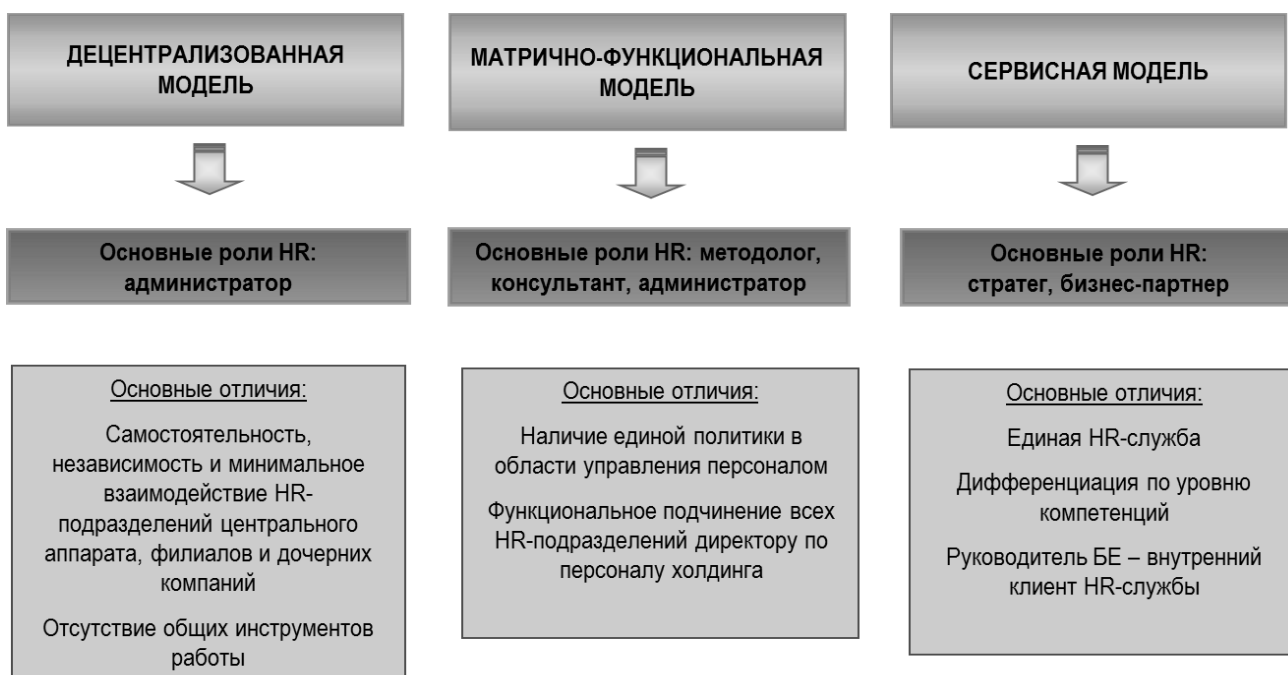 ДЕЦЕНТРАЛИЗОВАННАЯ
МОДЕЛЬ
МАТРИЧНО-ФУНКЦИОНАЛЬНАЯ
МОДЕЛЬ
СЕРВИСНАЯ МОДЕЛЬ
Основные роли HR:
администратор
Основные роли HR: методолог,
консультант, администратор
Основные роли HR:
стратег, бизнес-партнер
Основные отличия:
Самостоятельность,
независимость и минимальное
взаимодействие HR-
подразделений центрального
аппарата, филиалов и дочерних
компаний
Отсутствие общих инструментов
работы
Основные отличия:
Наличие единой политики в
области управления персоналом
Функциональное подчинение всех
HR-подразделений директору по
персоналу холдинга
Основные отличия:
Единая HR-служба
Дифференциация по уровню
компетенций
Руководитель БЕ – внутренний
клиент HR-службы